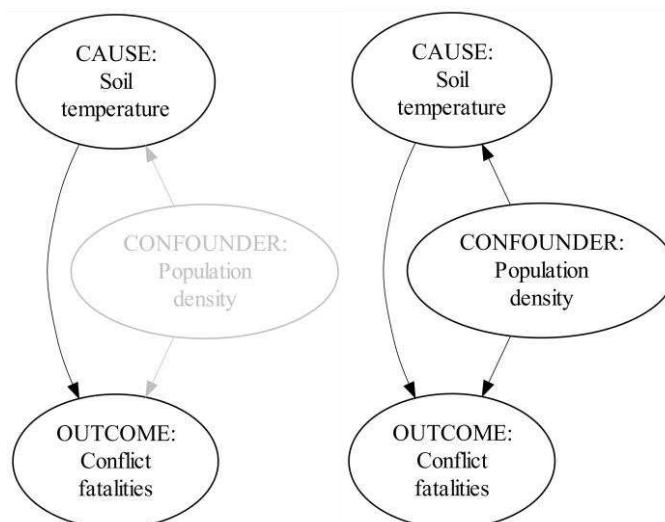 CAUSE:
Soil
temperature
CONFOUNDER:
Population
density
OUTCOME:
Conflict
fatalities
CAUSE:
Soil
temperature
CONFOUNDER:
Population
density
OUTCOME:
Conflict
fatalities